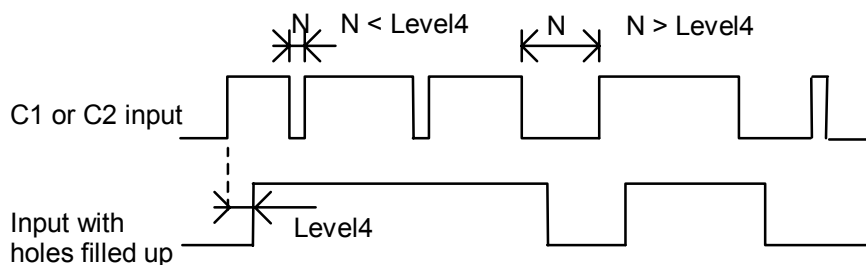 N N < Level4 N N > Level4
C1 or C2 input
Input with
holes filled up
Level4